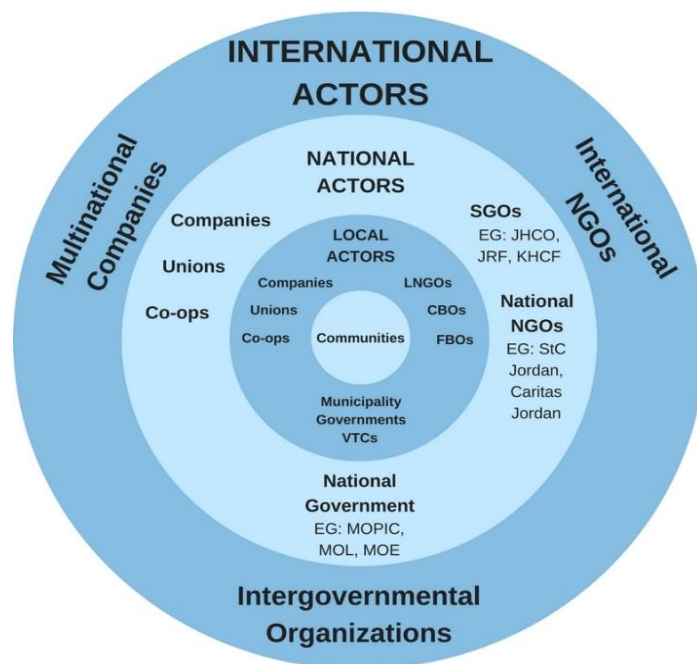 INTERNATIONAL
ACTORS
Multinational
Companies
International
NGOs
NATIONAL
ACTORS
Companies
Unions
Co-ops
SGOs
EG: JHCO,
JRF, KHCF
National
NGOs
EG: StC
Jordan,
Caritas
Jordan
LOCAL
ACTORS
Companies
Unions
Co-ops
LNGOs
CBOs
FBOs
Communities
Municipality
Governments
VTCs
National
Government
EG: MOPIC,
MOL, MOE
Intergovernmental
Organizations